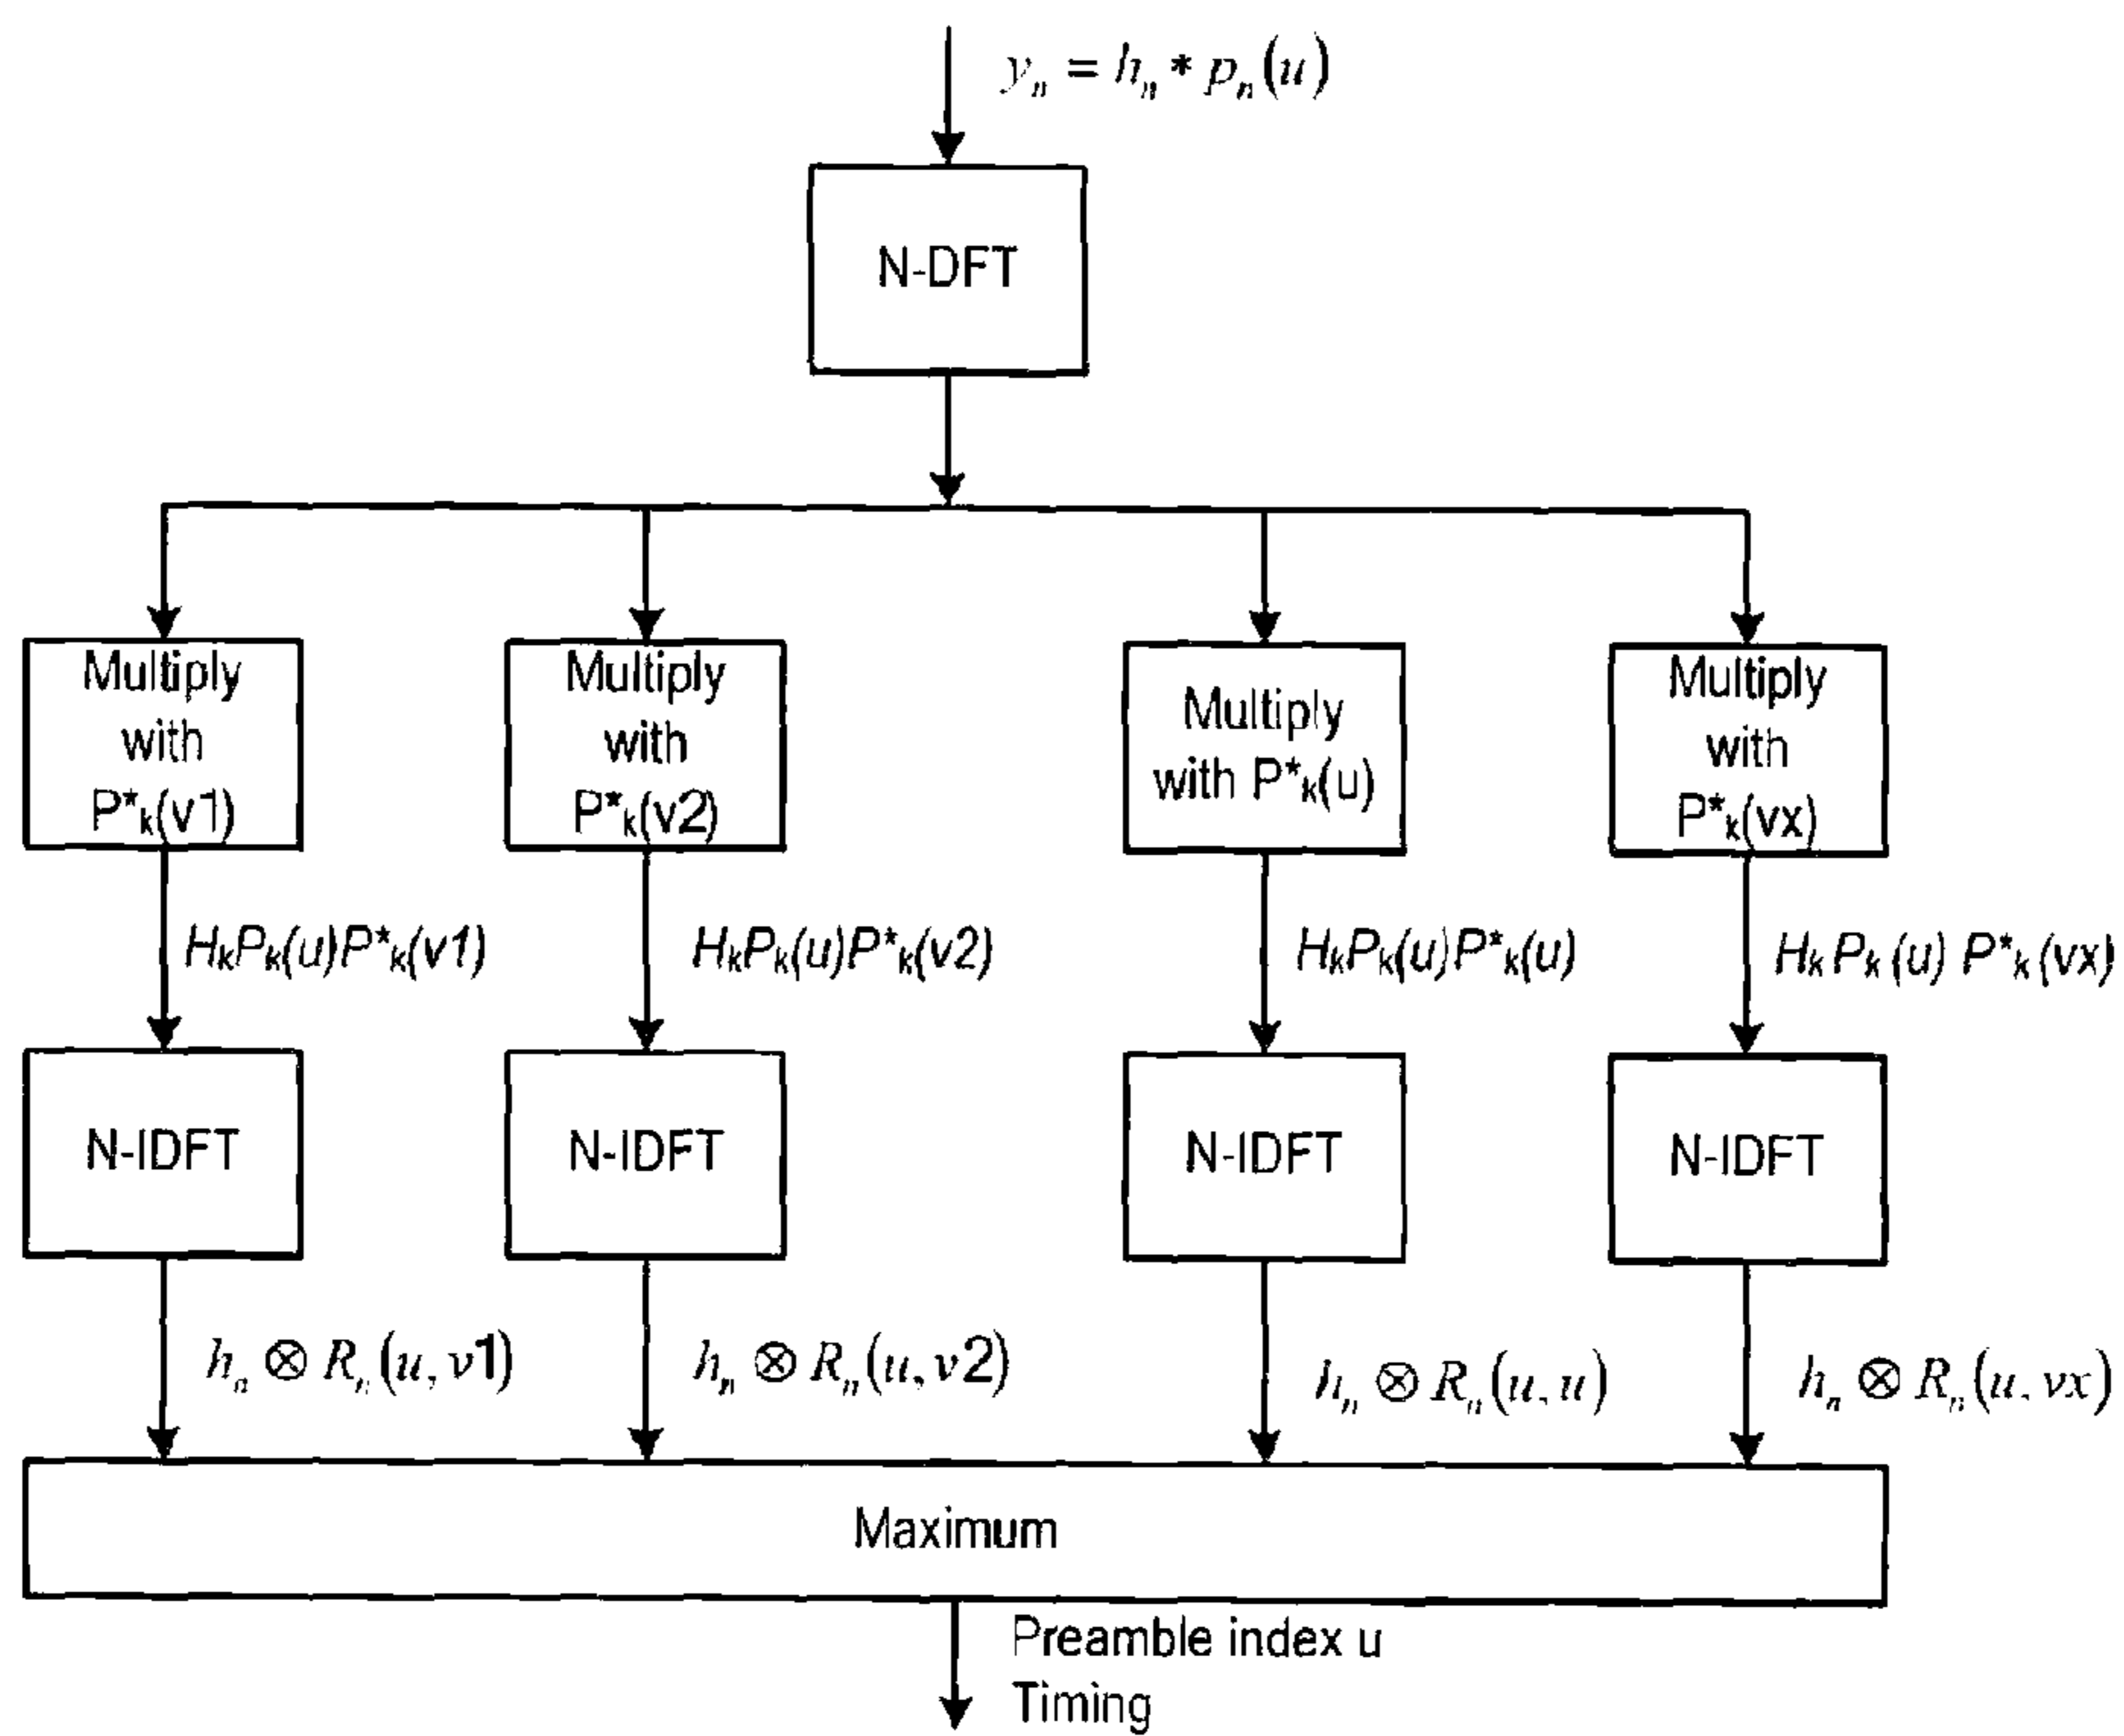 yₙ = hₙ * pₙ(u)
N-DFT
Multiply
with
P*ₖ(v1)
Multiply
with
P*ₖ(v2)
Multiply
with P*ₖ(u)
Multiply
with
P*ₖ(vx)
HₖPₖ(u)P*ₖ(v1)
HₖPₖ(u)P*ₖ(v2)
HₖPₖ(u)P*ₖ(u)
HₖPₖ(u) P*ₖ(vx)
N-IDFT
N-IDFT
N-IDFT
N-IDFT
hₙ ⊗ Rₙ(u, v1)
hₙ ⊗ Rₙ(u, v2)
hₙ ⊗ Rₙ(u, u)
hₙ ⊗ Rₙ(u, vx)
Maximum
Preamble index u
Timing